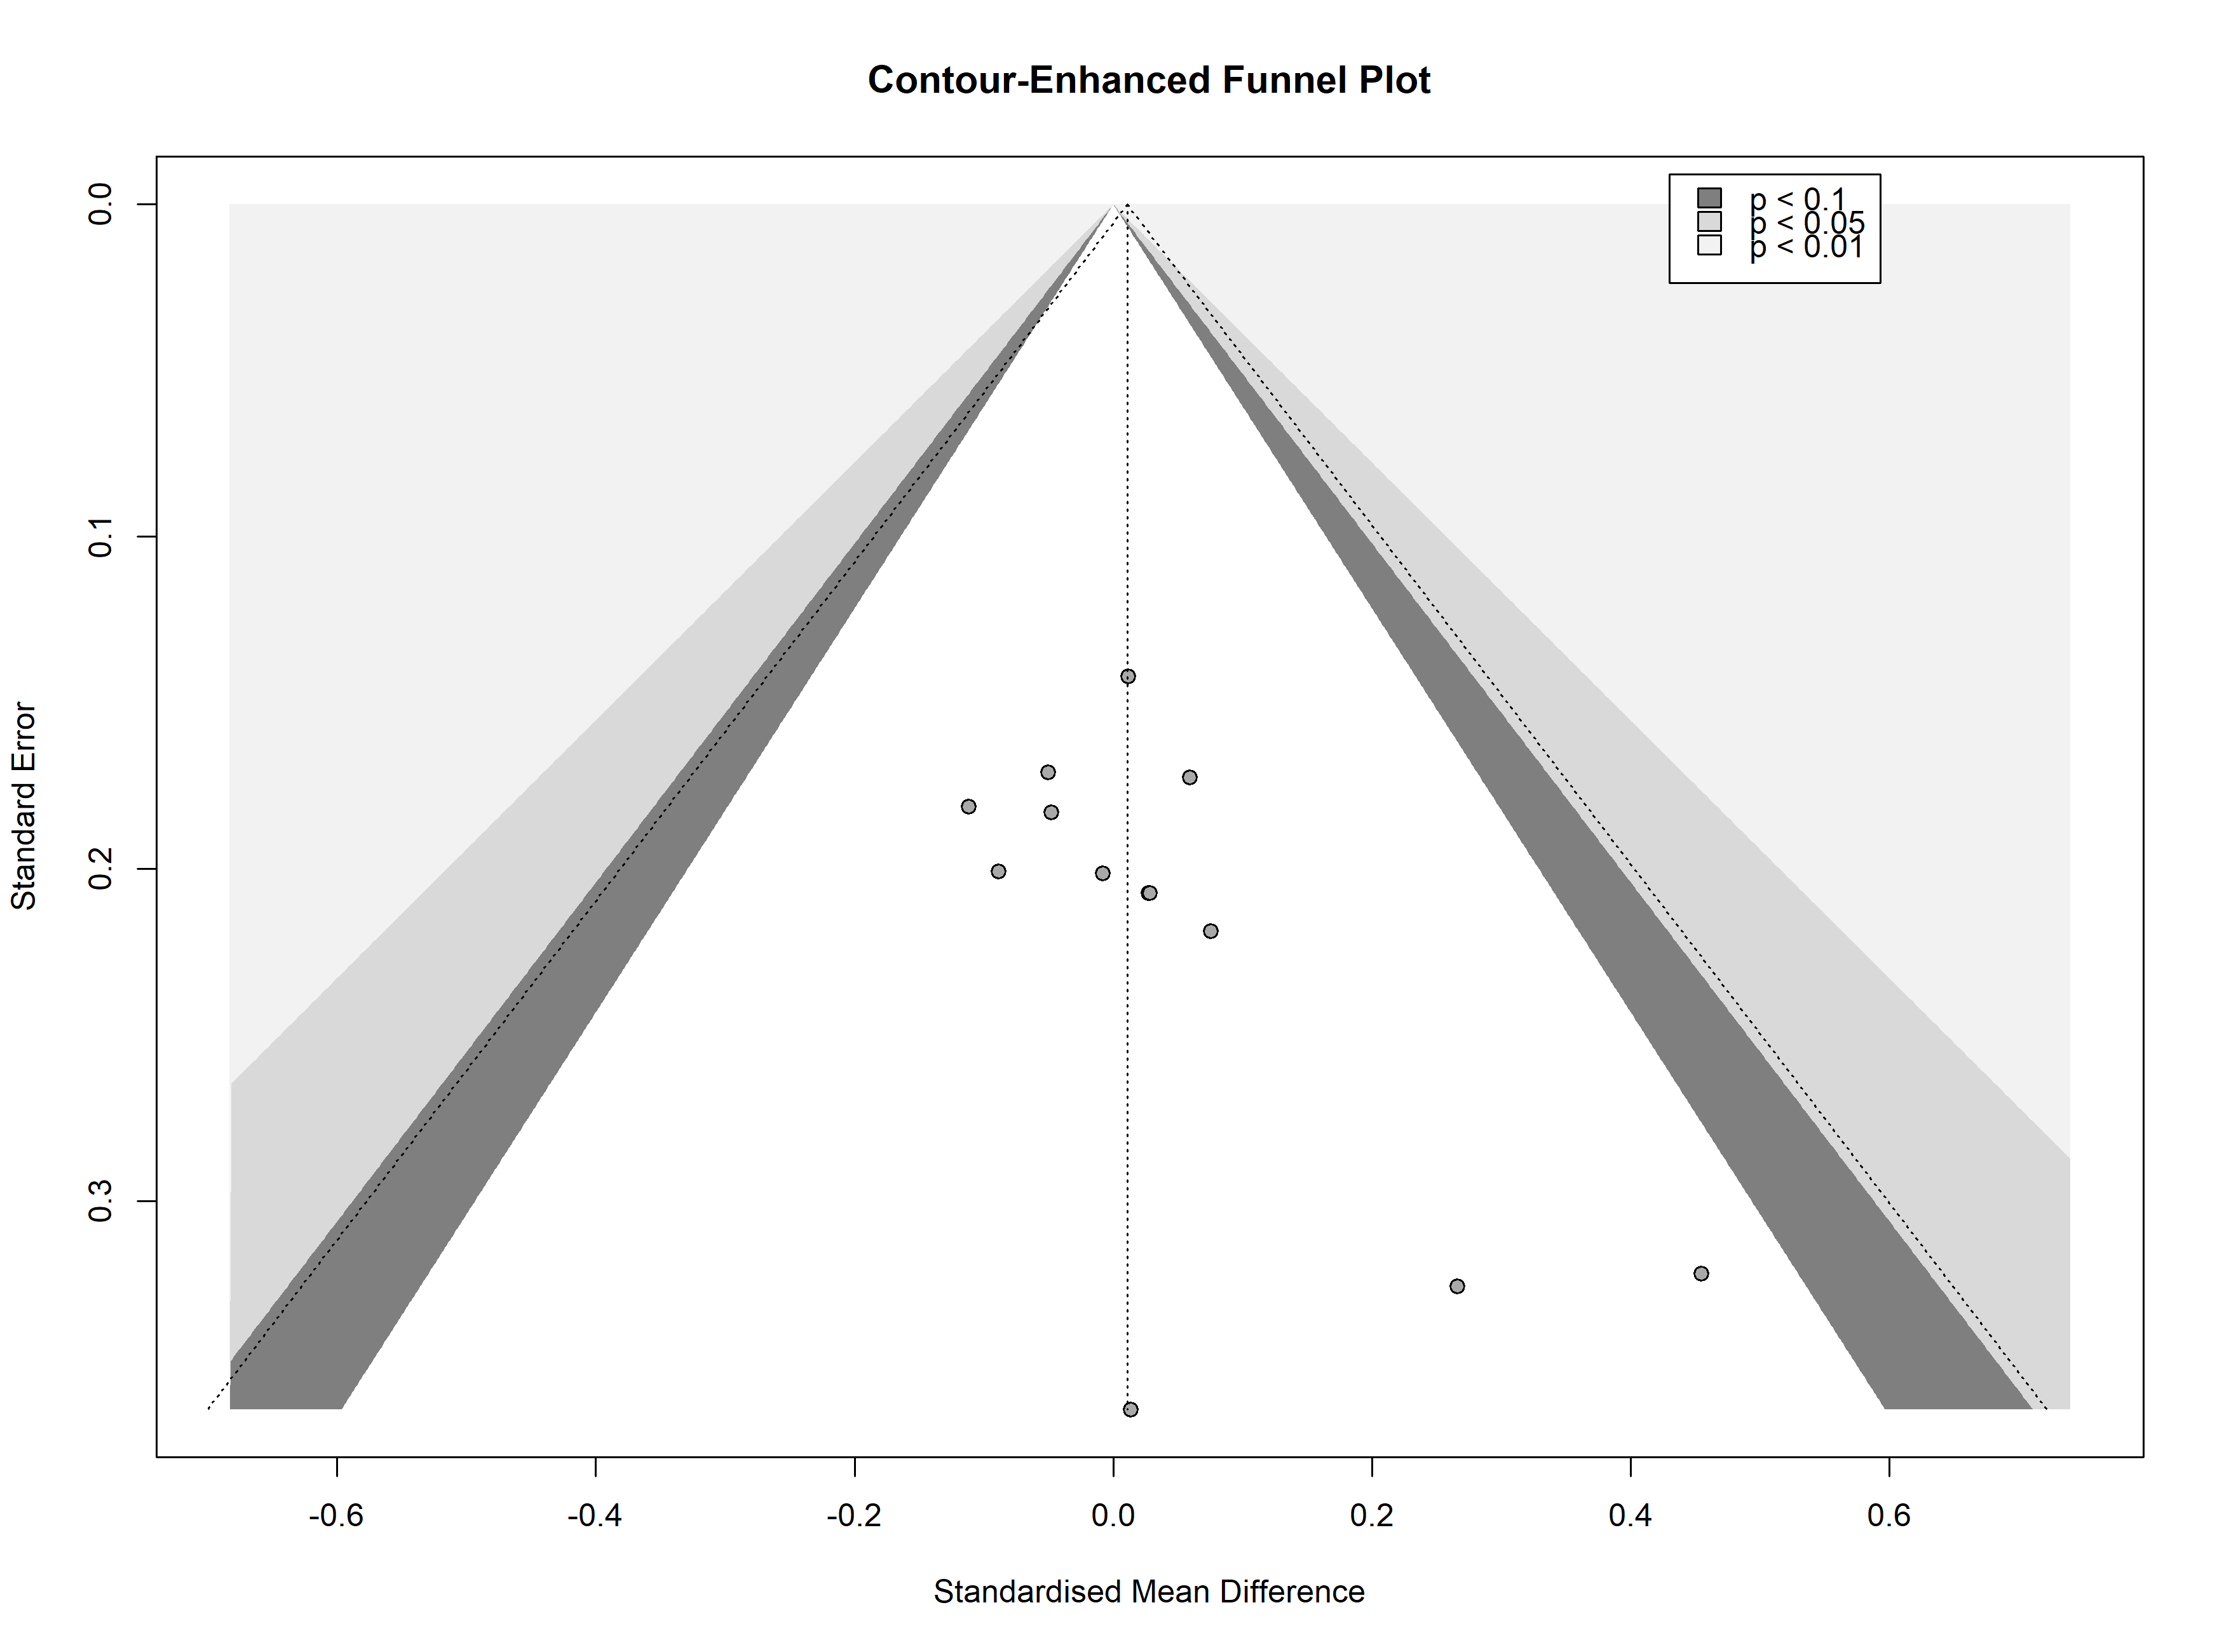 Contour-Enhanced Funnel Plot
p < 0.1
p < 0.05
p < 0.01
0.0
0.1
0.2
0.3
Standard Error
-0.6
-0.4
-0.2
0.0
0.2
0.4
0.6
Standardised Mean Difference